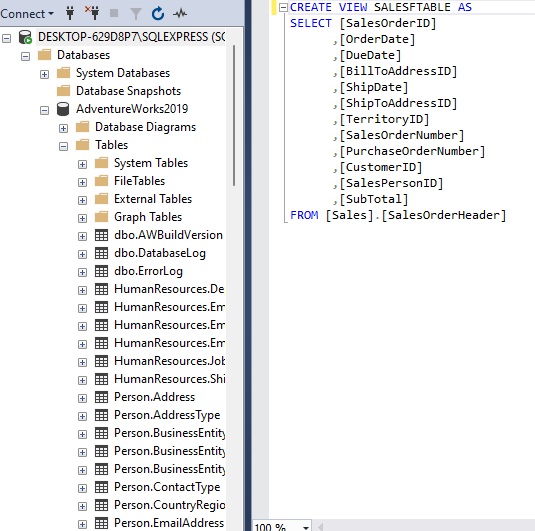 Connect
DESKTOP-629D8P7\SQLEXPRESS (SC
Databases
System Databases
Database Snapshots
AdventureWorks2019
Database Diagrams
Tables
System Tables
FileTables
External Tables
Graph Tables
dbo.AWBuildVersion
dbo.DatabaseLog
dbo.ErrorLog
HumanResources.De
HumanResources.Em
HumanResources.Em
HumanResources.Em
HumanResources.Job
HumanResources.Shi
Person.Address
Person.AddressType
Person.BusinessEntity
Person.BusinessEntity
Person.BusinessEntity
Person.ContactType
Person.CountryRegio
Person.EmailAddress
CREATE VIEW SALESFTABLE AS
SELECT [SalesOrderID]
,[OrderDate]
,[DueDate]
,[BillToAddressID]
,[ShipDate]
,[ShipToAddressID]
,[TerritoryID]
,[SalesOrderNumber]
,[PurchaseOrderNumber]
,[CustomerID]
,[SalesPersonID]
,[SubTotal]
FROM [Sales].[SalesOrderHeader]
100 %